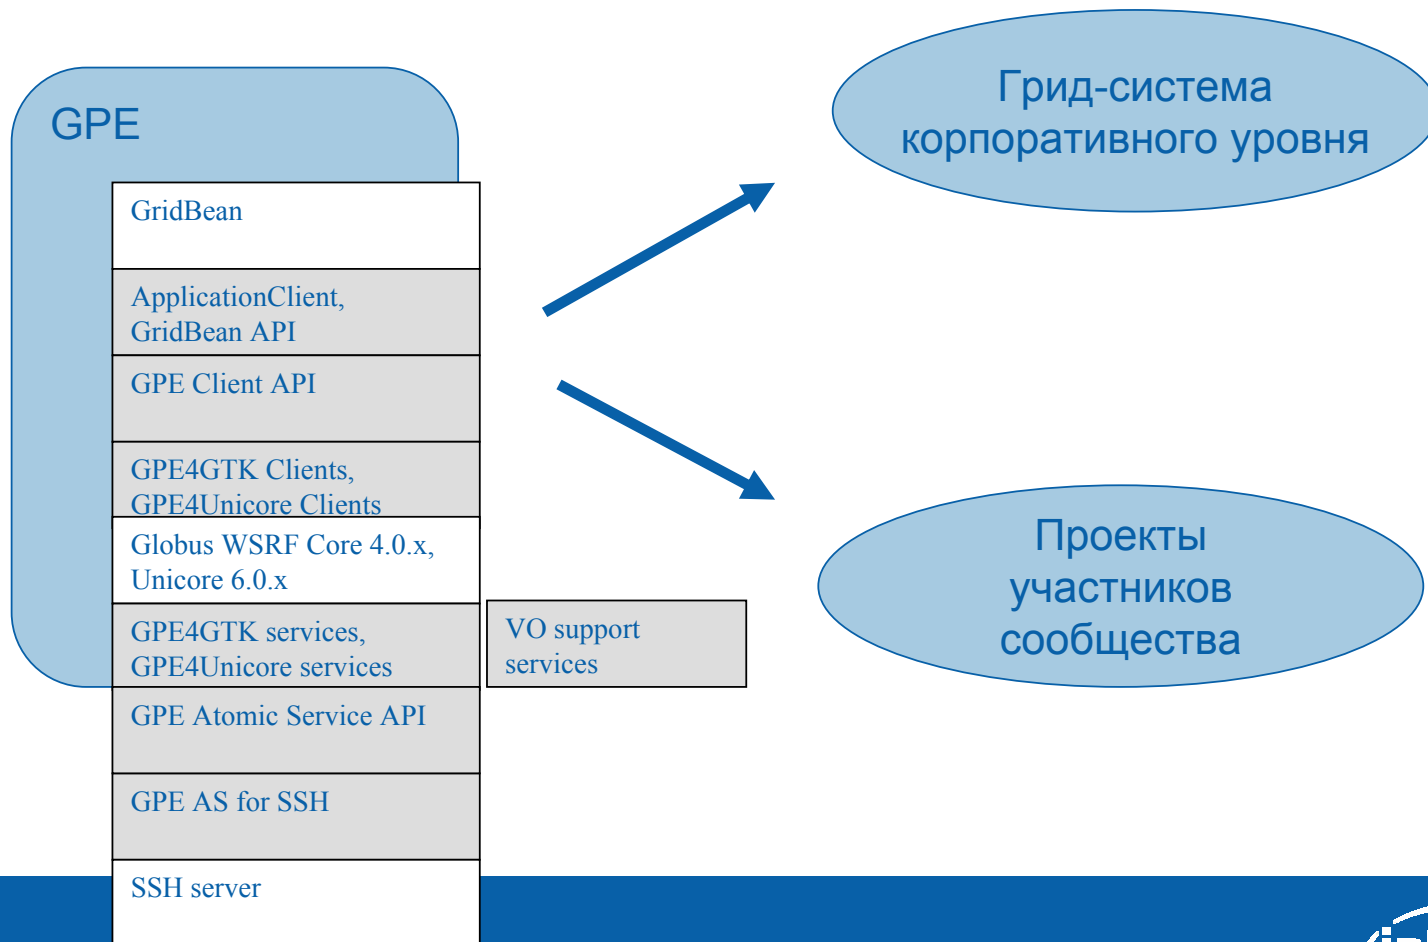 GPE
GridBean
ApplicationClient,
GridBean API
GPE Client API
GPE4GTK Clients,
GPE4Unicore Clients
Globus WSRF Core 4.0.x,
Unicore 6.0.x
GPE4GTK services,
GPE4Unicore services
VO support
services
GPE Atomic Service API
GPE AS for SSH
SSH server
Грид-система
корпоративного уровня
Проекты
участников
сообщества